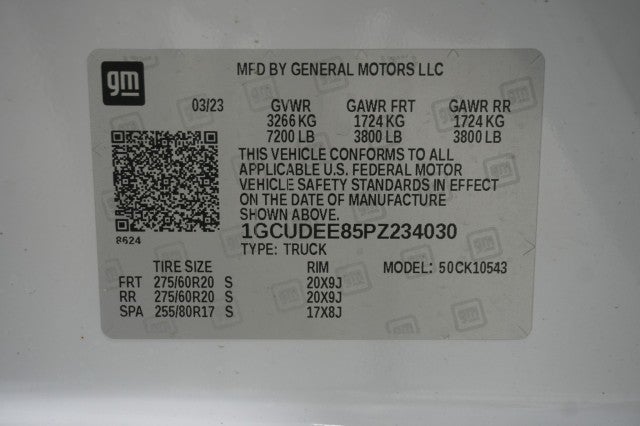 gm
MFD BY GENERAL MOTORS LLC
03/23 GVWR GAWR FRT GAWR RR
3266 KG 1724 KG 1724 KG
7200 LB 3800 LB 3800 LB
THIS VEHICLE CONFORMS TO ALL
APPLICABLE U.S. FEDERAL MOTOR
VEHICLE SAFETY STANDARDS IN EFFECT
ON THE DATE OF MANUFACTURE
SHOWN ABOVE.
8624
1GCUDEE85PZ234030
TYPE: TRUCK
TIRE SIZE RIM MODEL: 50CK10543
FRT 275/60R20 S 20X9J
RR 275/60R20 S 20X9J
SPA 255/80R17 S 17X8J